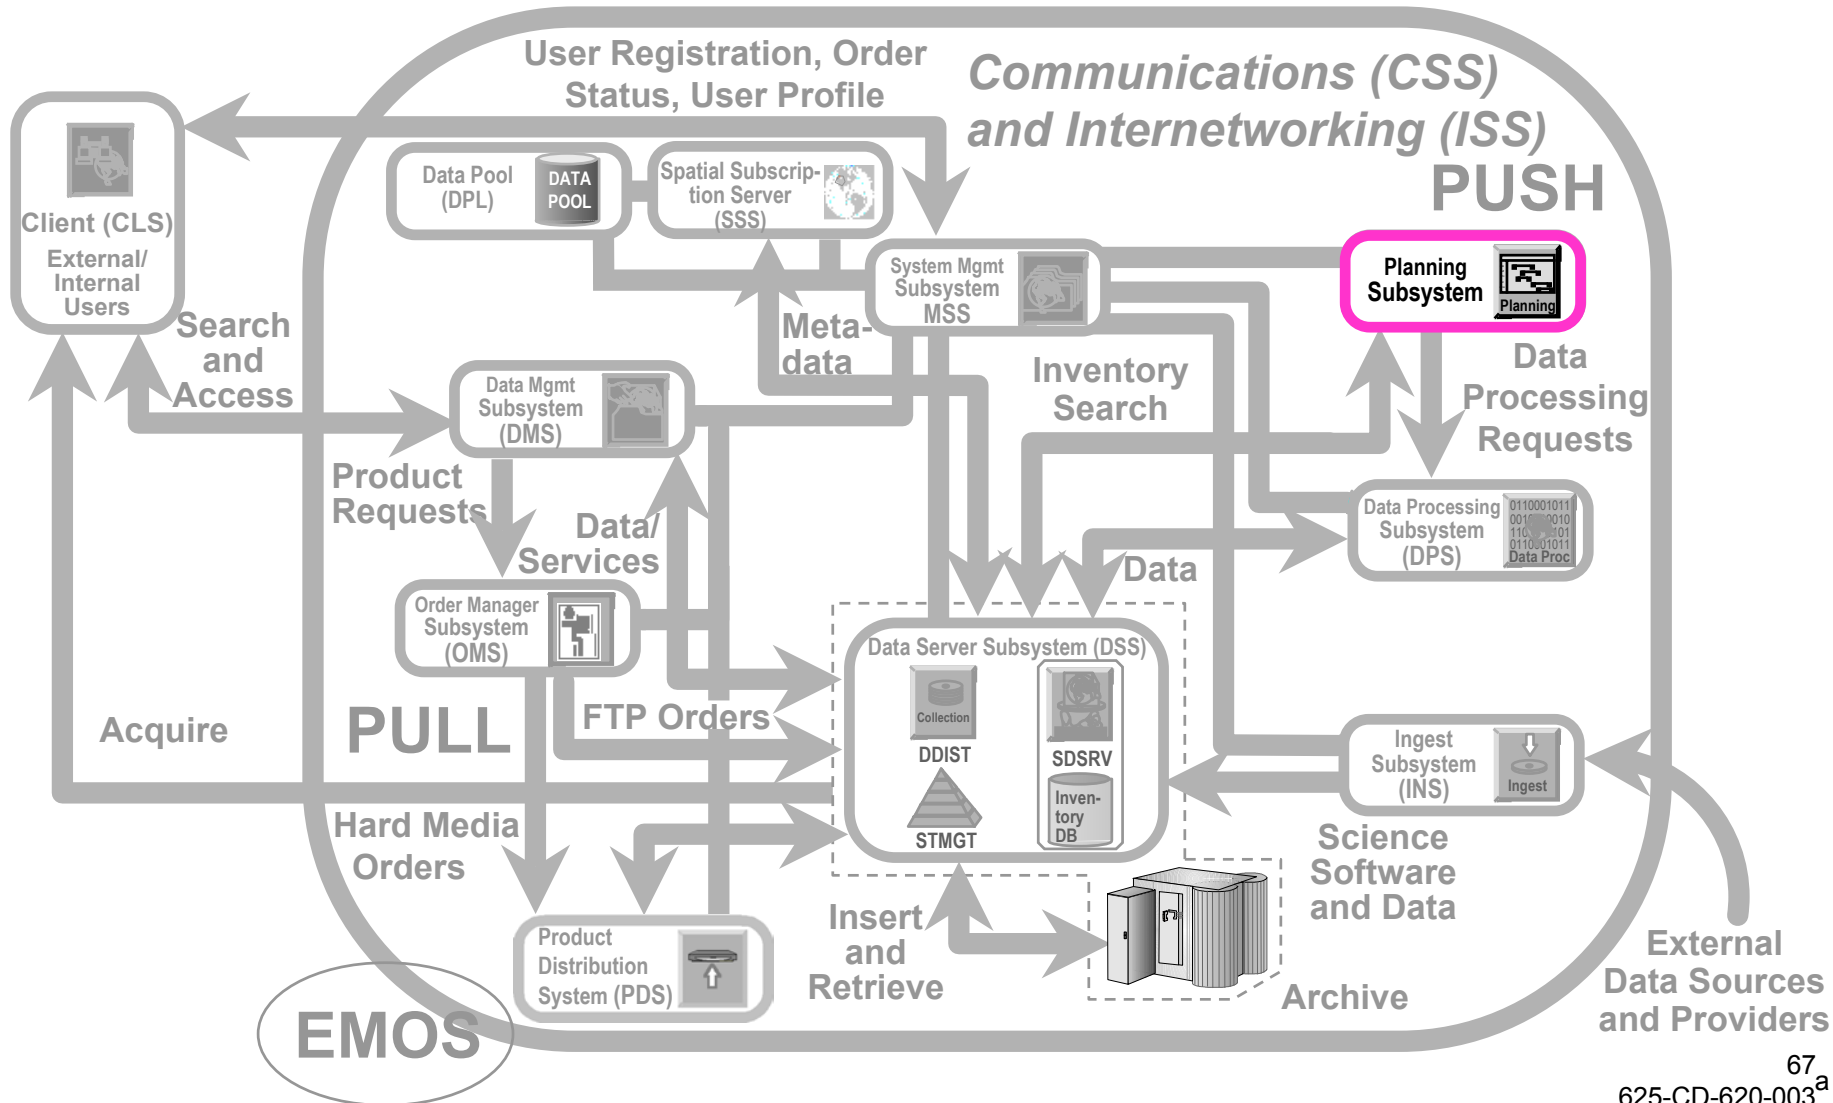 User Registration, Order
Status, User Profile
Communications (CSS)
and Internetworking (ISS)
PUSH
Client (CLS)
External/
Internal
Users
Data Pool
(DPL)
DATA
POOL
Spatial Subscrip-
tion Server
(SSS)
System Mgmt
Subsystem
MSS
Planning
Subsystem
Planning
Search
and
Access
Meta-
data
Inventory
Search
Data
Processing
Requests
Data Mgmt
Subsystem
(DMS)
Product
Requests
Data/
Services
Data
Data Processing
Subsystem
(DPS)
0110001011
0110001011
Data Proc
Order Manager
Subsystem
(OMS)
Data Server Subsystem (DSS)
Collection
DDIST
SDSRV
STMGT
Inven-
tory
DB
Acquire
PULL
FTP Orders
Ingest
Subsystem
(INS)
Ingest
Hard Media
Orders
Science
Software
and Data
Product
Distribution
System (PDS)
Insert
and
Retrieve
Archive
External
Data Sources
and Providers
EMOS
67
625-CD-620-003
a